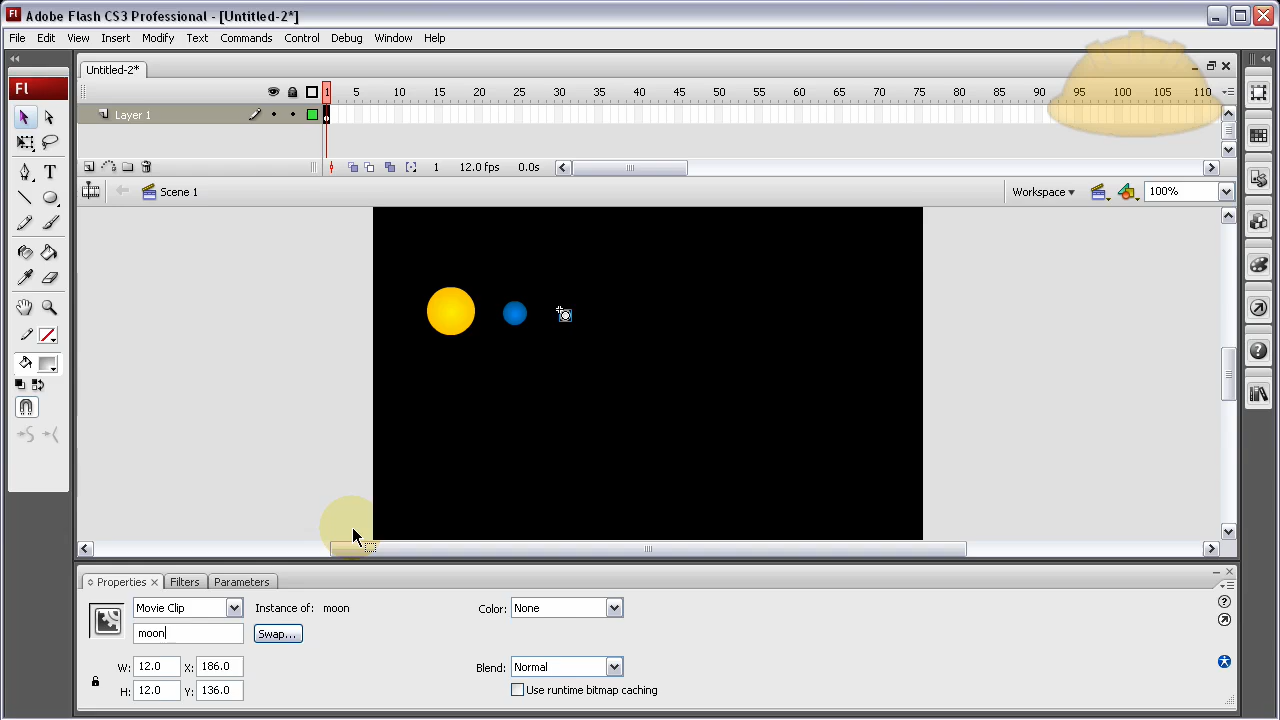 Adobe Flash CS3 Professional - [Untitled-2*]
File Edit View Insert Modify Text Commands Control Debug Window Help
Untitled-2*
Fl
1 5 10 15 20 25 30 35 40 45 50 55 60 65 70 75 80 85 90 95 100 105 110
Layer 1
1 12.0 fps 0.0s
Scene 1 Workspace 100%
Properties Filters Parameters
Movie Clip Instance of: moon Color: None
moon Swap...
W: 12.0 X: 186.0 Blend: Normal
H: 12.0 Y: 136.0 Use runtime bitmap caching